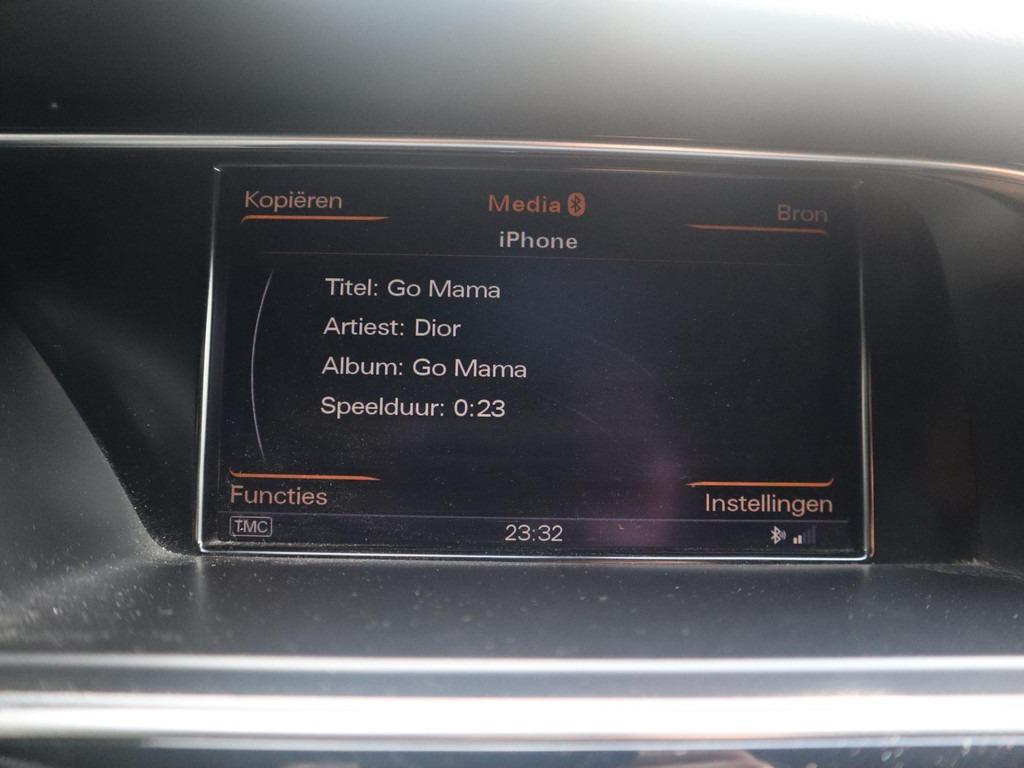 Kopiëren
Media
Bron
iPhone
Titel: Go Mama
Artiest: Dior
Album: Go Mama
Speelduur: 0:23
Functies
Instellingen
TMC
23:32